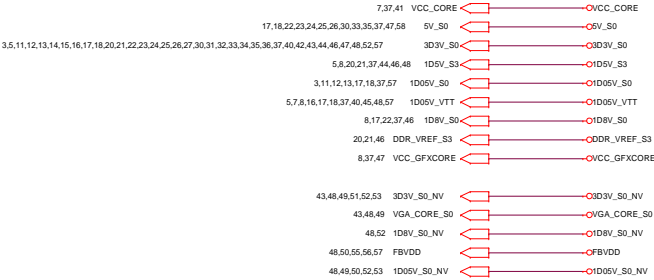 7,37,41 VCC_CORE VCC_CORE
17,18,22,23,24,25,26,30,33,35,37,47,58 5V_S0 5V_S0
3,5,11,12,13,14,15,16,17,18,20,21,22,23,24,25,26,27,30,31,32,33,34,35,36,37,40,42,43,44,46,47,48,52,57 3D3V_S0 3D3V_S0
5,8,20,21,37,44,46,48 1D5V_S3 1D5V_S3
3,11,12,13,17,18,37,57 1D05V_S0 1D05V_S0
5,7,8,16,17,18,37,40,45,48,57 1D05V_VTT 1D05V_VTT
8,17,22,37,46 1D8V_S0 1D8V_S0
20,21,46 DDR_VREF_S3 DDR_VREF_S3
8,37,47 VCC_GFXCORE VCC_GFXCORE
43,48,49,51,52,53 3D3V_S0_NV 3D3V_S0_NV
43,48,49 VGA_CORE_S0 VGA_CORE_S0
48,52 1D8V_S0_NV 1D8V_S0_NV
48,50,55,56,57 FBVDD FBVDD
48,49,50,52,53 1D05V_S0_NV 1D05V_S0_NV